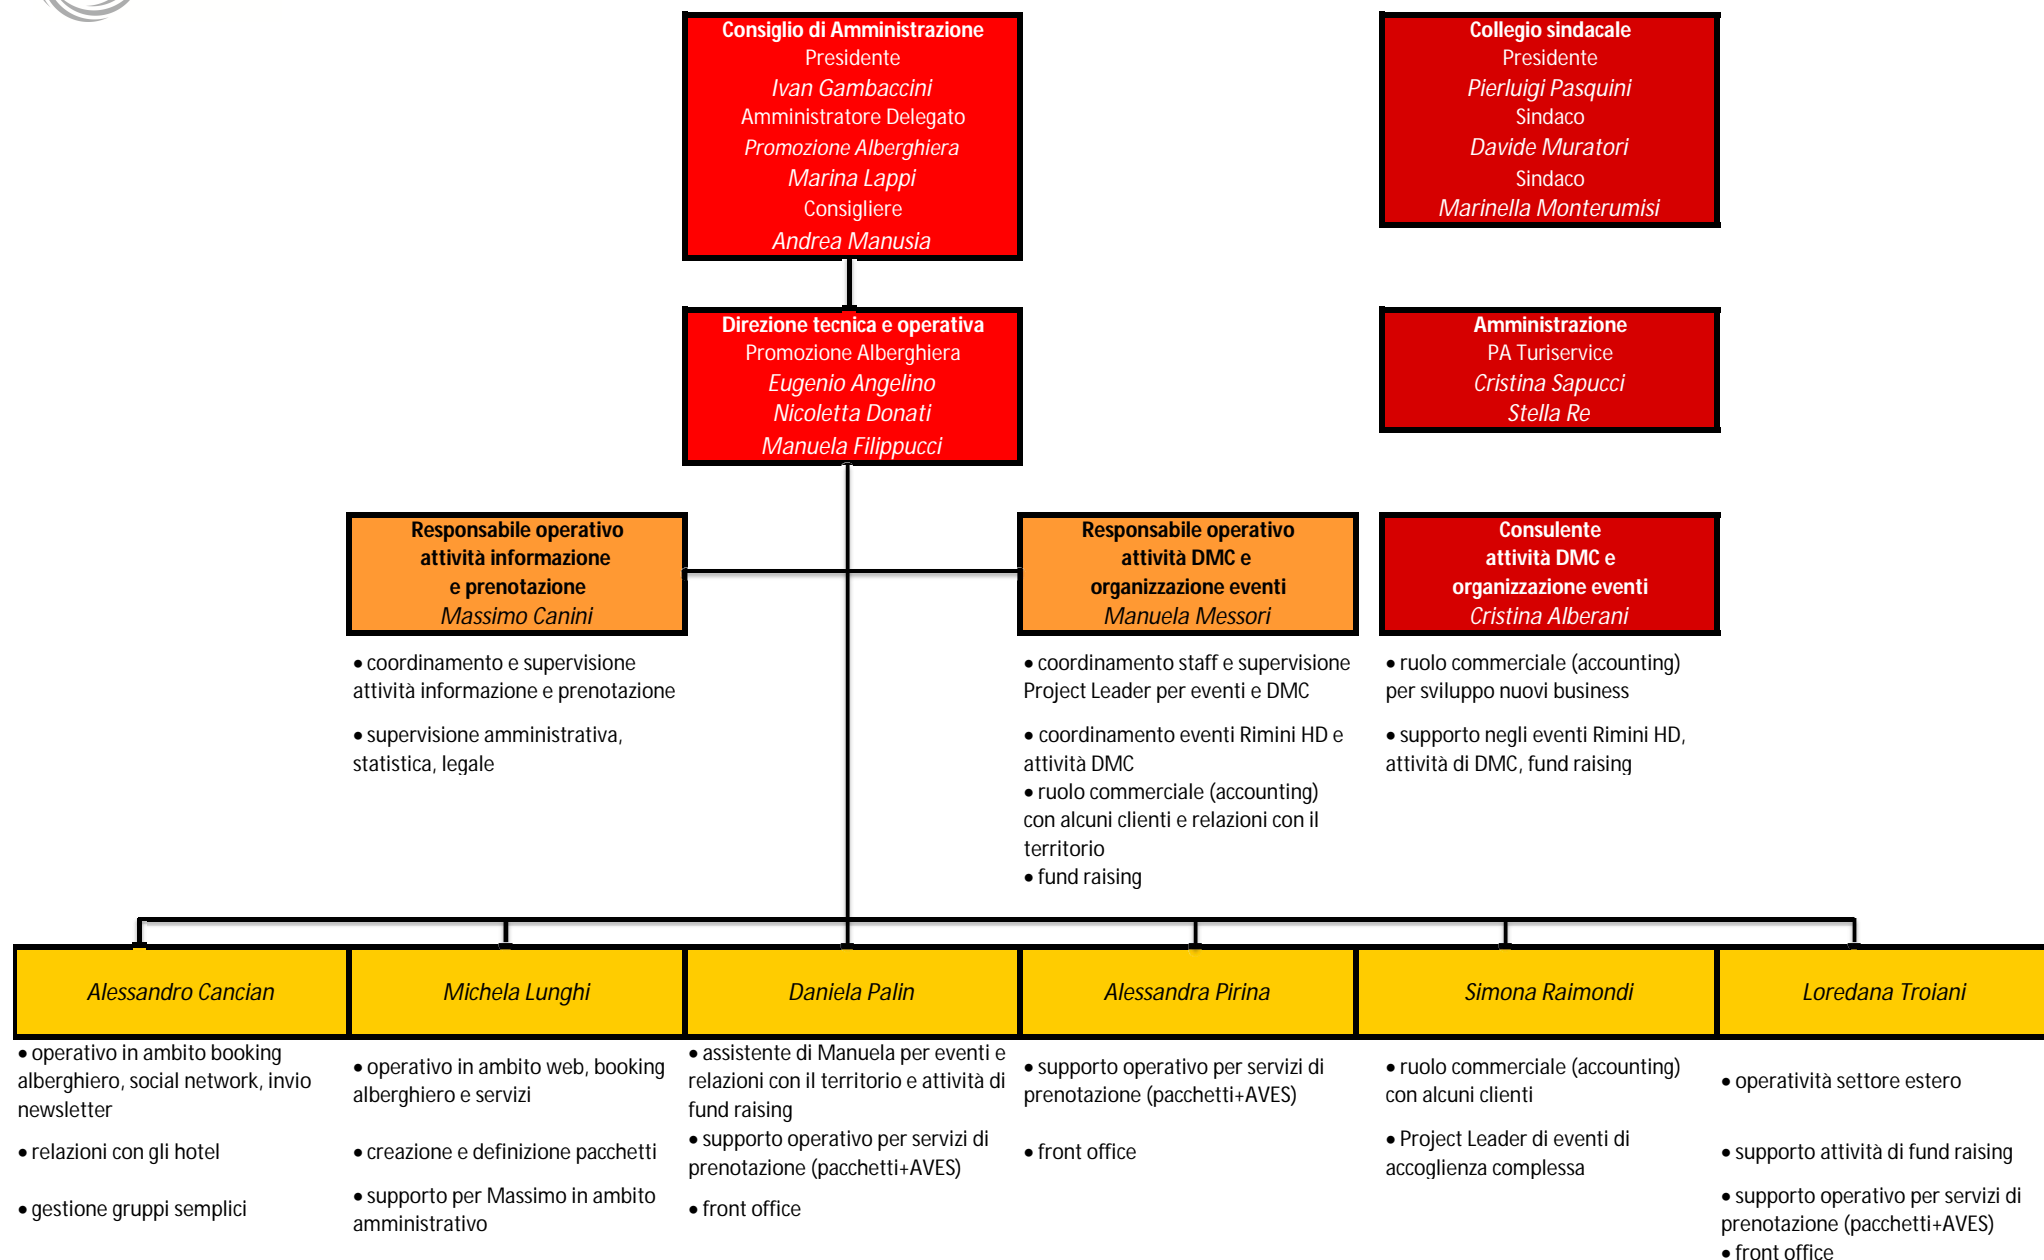 Consiglio di Amministrazione
Presidente
Ivan Gambaccini
Amministratore Delegato
Promozione Alberghiera
Marina Lappi
Consigliere
Andrea Manusia
Collegio sindacale
Presidente
Pierluigi Pasquini
Sindaco
Davide Muratori
Sindaco
Marinella Monterumisi
Direzione tecnica e operativa
Promozione Alberghiera
Eugenio Angelino
Nicoletta Donati
Manuela Filippucci
Amministrazione
PA Turiservice
Cristina Sapucci
Stella Re
Responsabile operativo
attività informazione
e prenotazione
Massimo Canini
• coordinamento e supervisione
attività informazione e prenotazione
• supervisione amministrativa,
statistica, legale
Responsabile operativo
attività DMC e
organizzazione eventi
Manuela Messori
• coordinamento staff e supervisione
Project Leader per eventi e DMC
• coordinamento eventi Rimini HD e
attività DMC
• ruolo commerciale (accounting)
con alcuni clienti e relazioni con il
territorio
• fund raising
Consulente
attività DMC e
organizzazione eventi
Cristina Alberani
• ruolo commerciale (accounting)
per sviluppo nuovi business
• supporto negli eventi Rimini HD,
attività di DMC, fund raising
Alessandro Cancian
• operativo in ambito booking
alberghiero, social network, invio
newsletter
• relazioni con gli hotel
• gestione gruppi semplici
Michela Lunghi
• operativo in ambito web, booking
alberghiero e servizi
• creazione e definizione pacchetti
• supporto per Massimo in ambito
amministrativo
Daniela Palin
• assistente di Manuela per eventi e
relazioni con il territorio e attività di
fund raising
• supporto operativo per servizi di
prenotazione (pacchetti+AVES)
• front office
Alessandra Pirina
• supporto operativo per servizi di
prenotazione (pacchetti+AVES)
• front office
Simona Raimondi
• ruolo commerciale (accounting)
con alcuni clienti
• Project Leader di eventi di
accoglienza complessa
Loredana Troiani
• operatività settore estero
• supporto attività di fund raising
• supporto operativo per servizi di
prenotazione (pacchetti+AVES)
• front office